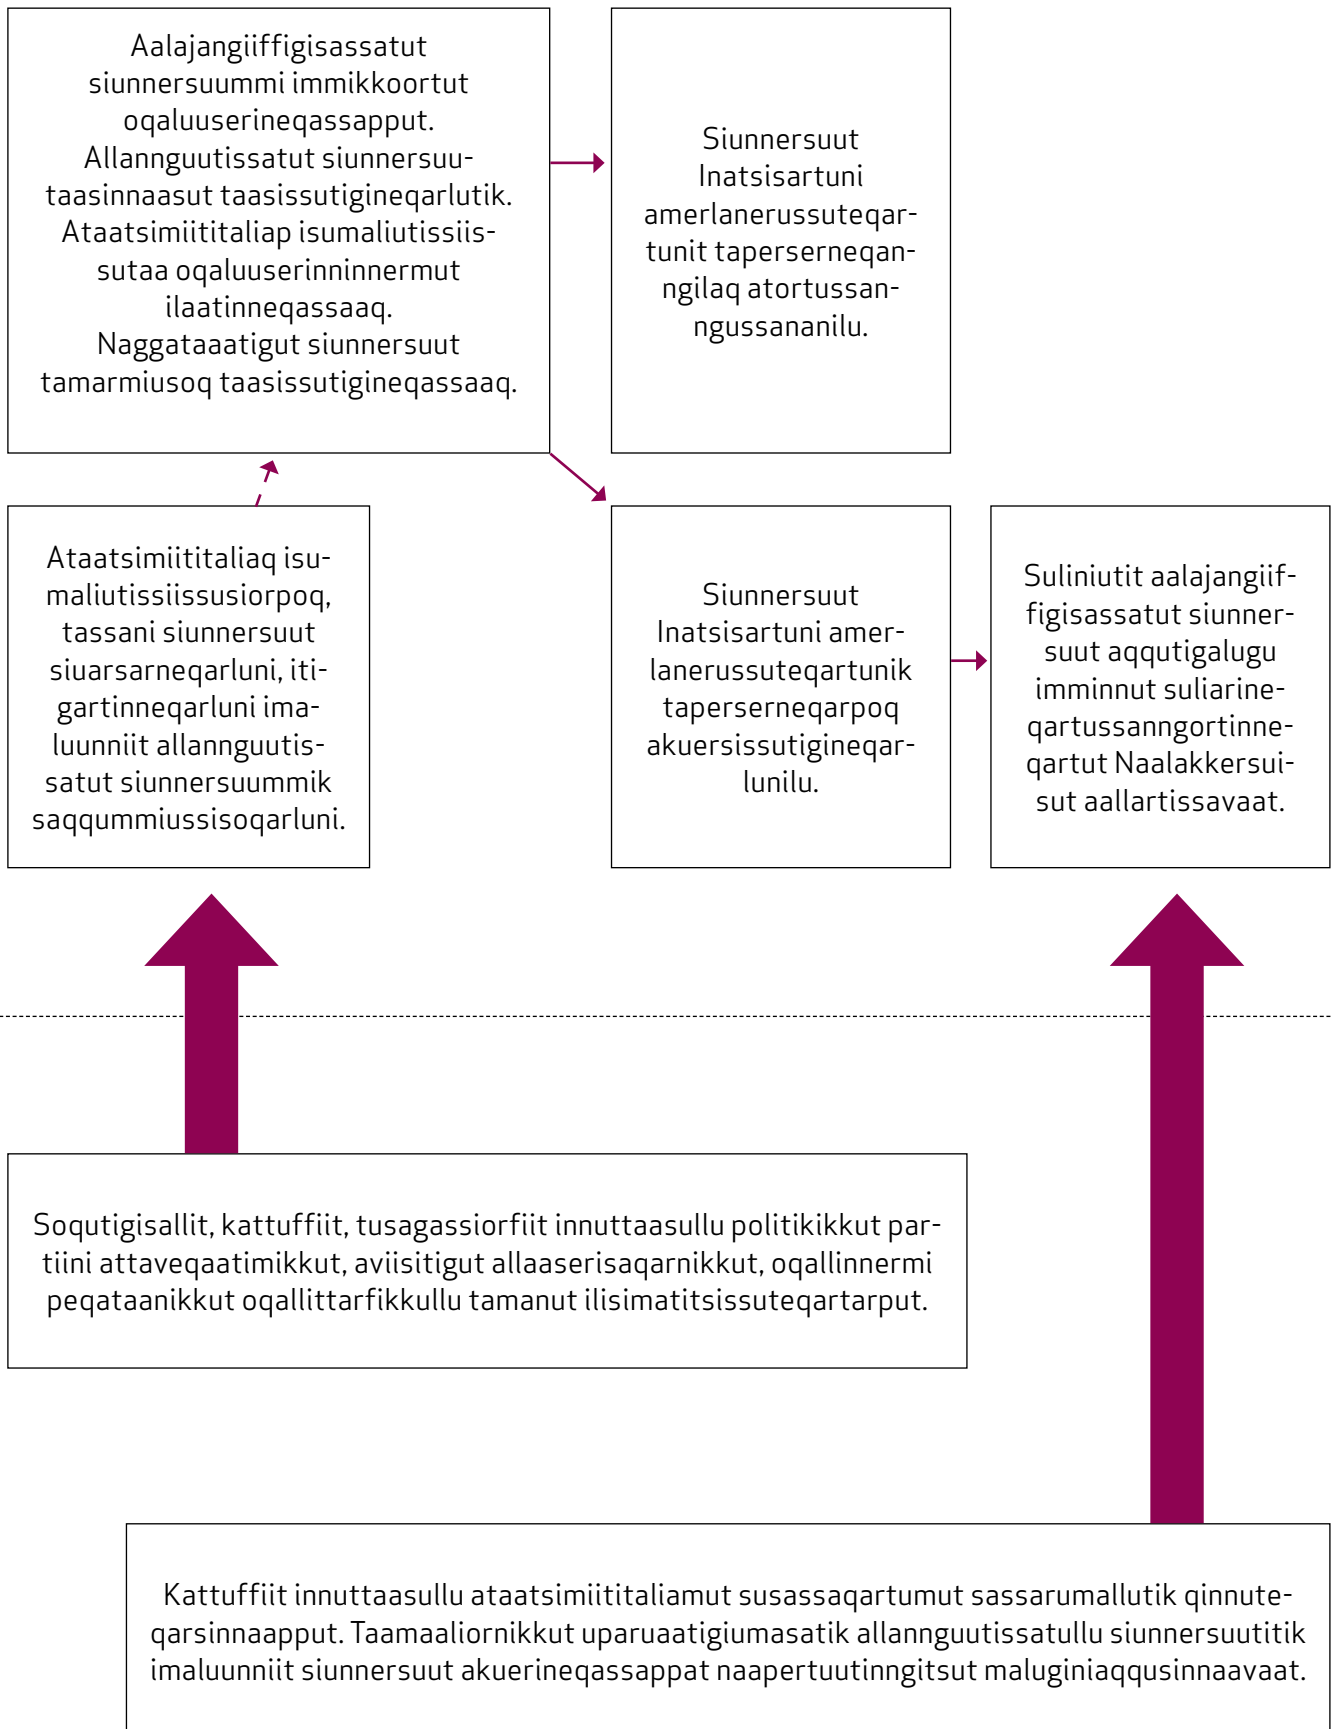 Aalajangiiffigisassatut
siunnersuummi immikkoortut
oqaluuserineqassapput.
Allannguutissatut siunnersuu-
taasinnaasut taasissutigineqarlutik.
Ataatsimiititaliap isumaliutissiis-
sutaa oqaluuserinninnermut
ilaatinneqassaaq.
Naggataaatigut siunnersuut
tamarmiusoq taasissutigineqassaaq.
Siunnersuut
Inatsisartuni
amerlanerussuteqar-
tunit taperserneqan-
ngilaq atortussan-
ngussananilu.
Ataatsimiititaliaq isu-
maliutissiissusiorpoq,
tassani siunnersuut
siuarsarneqarluni, iti-
gartinneqarluni ima-
luunniit allannguutis-
satut siunnersuummik
saqqummiussisoqarluni.
Siunnersuut
Inatsisartuni amer-
lanerussuteqartunik
taperserneqarpoq
akuersissutigineqar-
lunilu.
Suliniutit aalajangiif-
figisassatut siunner-
suut aqqutigalugu
imminnut suliarine-
qartussanngortinne-
qartut Naalakkersui-
sut aallartissavaat.
Soqutigisallit, kattuffiit, tusagassiorfiit innuttaasullu politikikkut par-
tiini attaveqaatimikkut, aviisitigut allaaserisaqarnikkut, oqallinnermi
peqataanikkut oqallittarfikkullu tamanut ilisimatitsissuteqartarput.
Kattuffiit innuttaasullu ataatsimiititaliamut susassaqartumut sassarumallutik qinnute-
qarsinnaapput. Taamaaliornikkut uparuaatigiumasatik allannguutissatullu siunnersuutitik
imaluunniit siunnersuut akuerineqassappat naapertuutinngitsut maluginiaqqusinnaavaat.